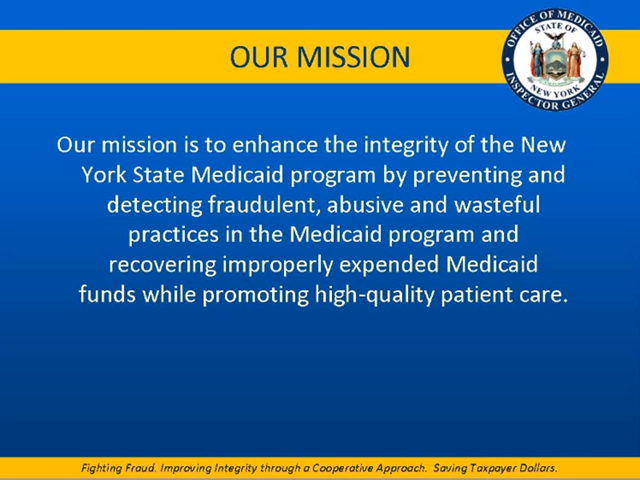 OUR MISSION
OFFICE OF MEDICAID
STATE OF
NEW YORK
INSPECTOR GENERAL
Our mission is to enhance the integrity of the New
York State Medicaid program by preventing and
detecting fraudulent, abusive and wasteful
practices in the Medicaid program and
recovering improperly expended Medicaid
funds while promoting high-quality patient care.
Fighting Fraud. Improving Integrity through a Cooperative Approach. Saving Taxpayer Dollars.